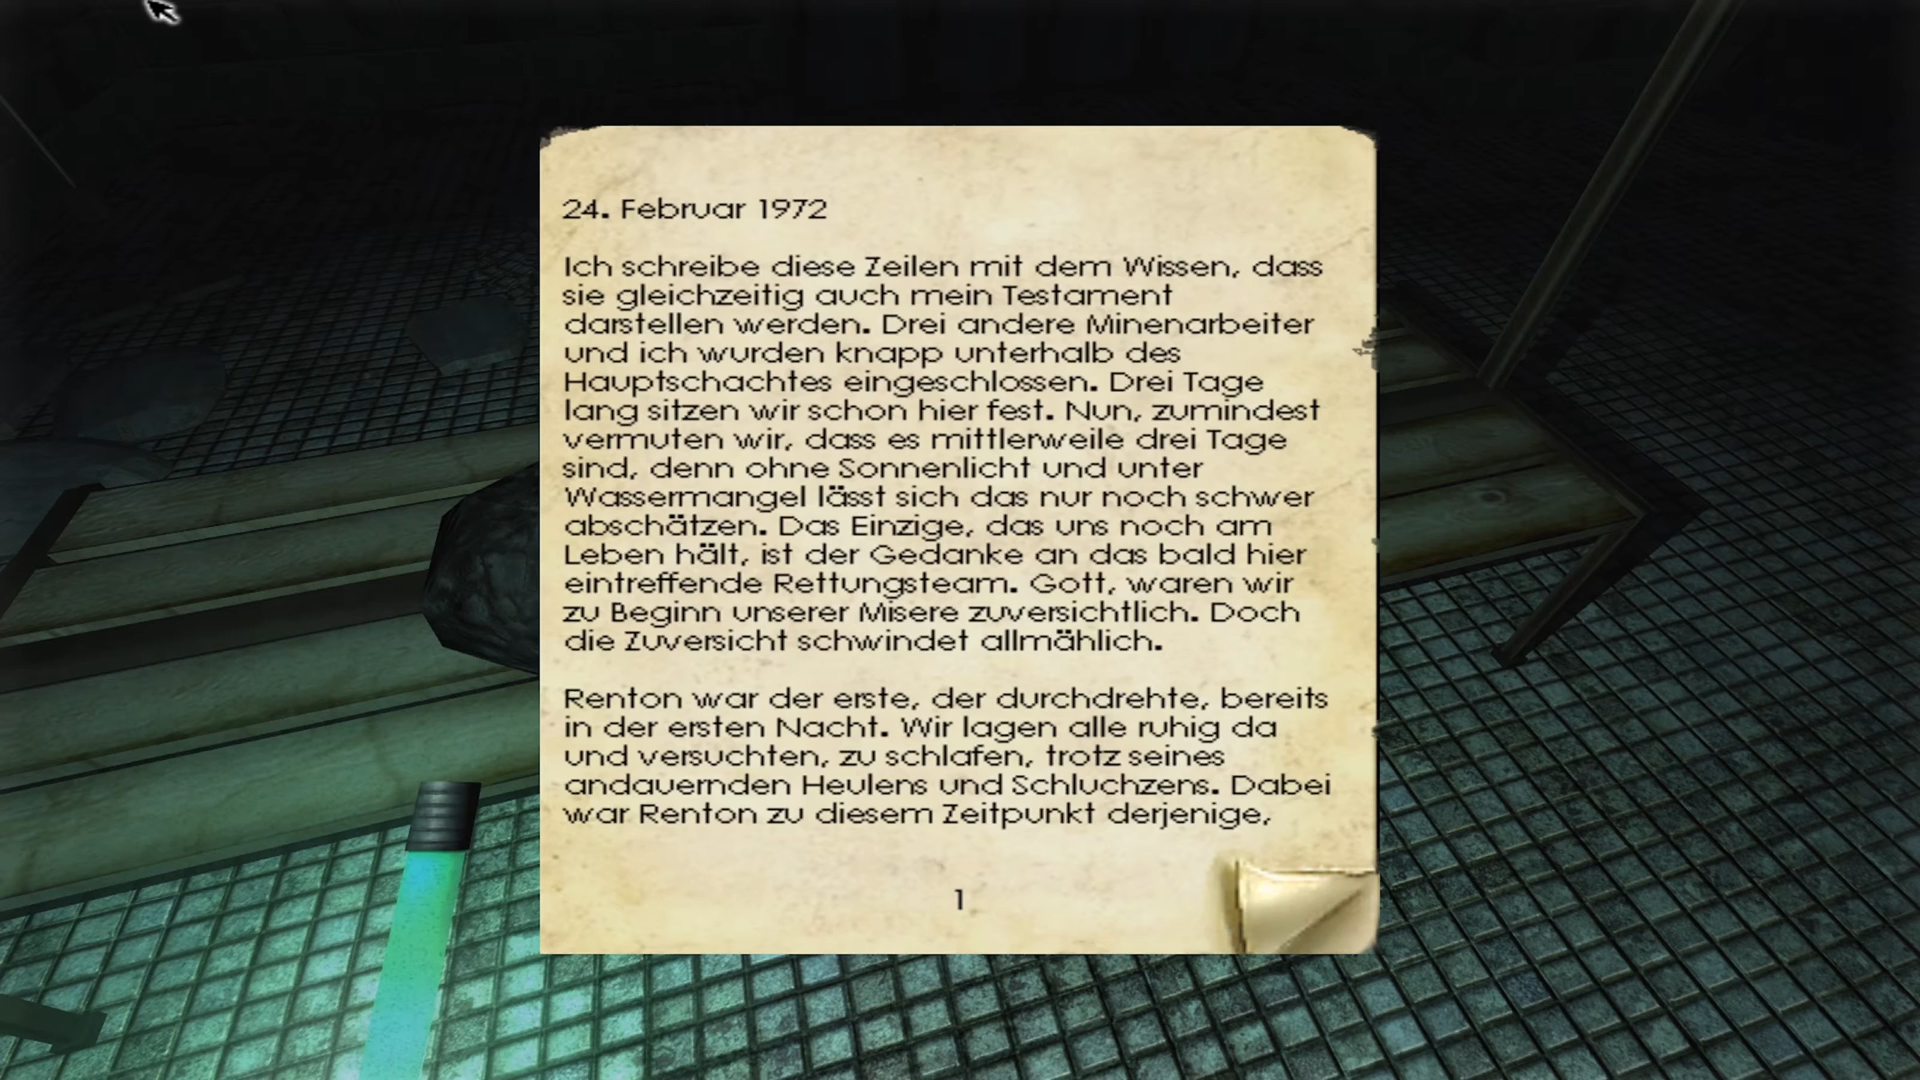 24. Februar 1972
Ich schreibe diese Zeilen mit dem Wissen, dass
sie gleichzeitig auch mein Testament
darstellen werden. Drei andere Minenarbeiter
und ich wurden knapp unterhalb des
Hauptschachtes eingeschlossen. Drei Tage
lang sitzen wir schon hier fest. Nun, zumindest
vermuten wir, dass es mittlerweile drei Tage
sind, denn ohne Sonnenlicht und unter
Wassermangel lässt sich das nur noch schwer
abschätzen. Das Einzige, das uns noch am
Leben hält, ist der Gedanke an das bald hier
eintreffende Rettungsteam. Gott, waren wir
zu Beginn unserer Misere zuversichtlich. Doch
die Zuversicht schwindet allmählich.
Renton war der erste, der durchdrehte, bereits
in der ersten Nacht. Wir lagen alle ruhig da
und versuchten, zu schlafen, trotz seines
andauernden Heulens und Schluchzens. Dabei
war Renton zu diesem Zeitpunkt derjenige,
1